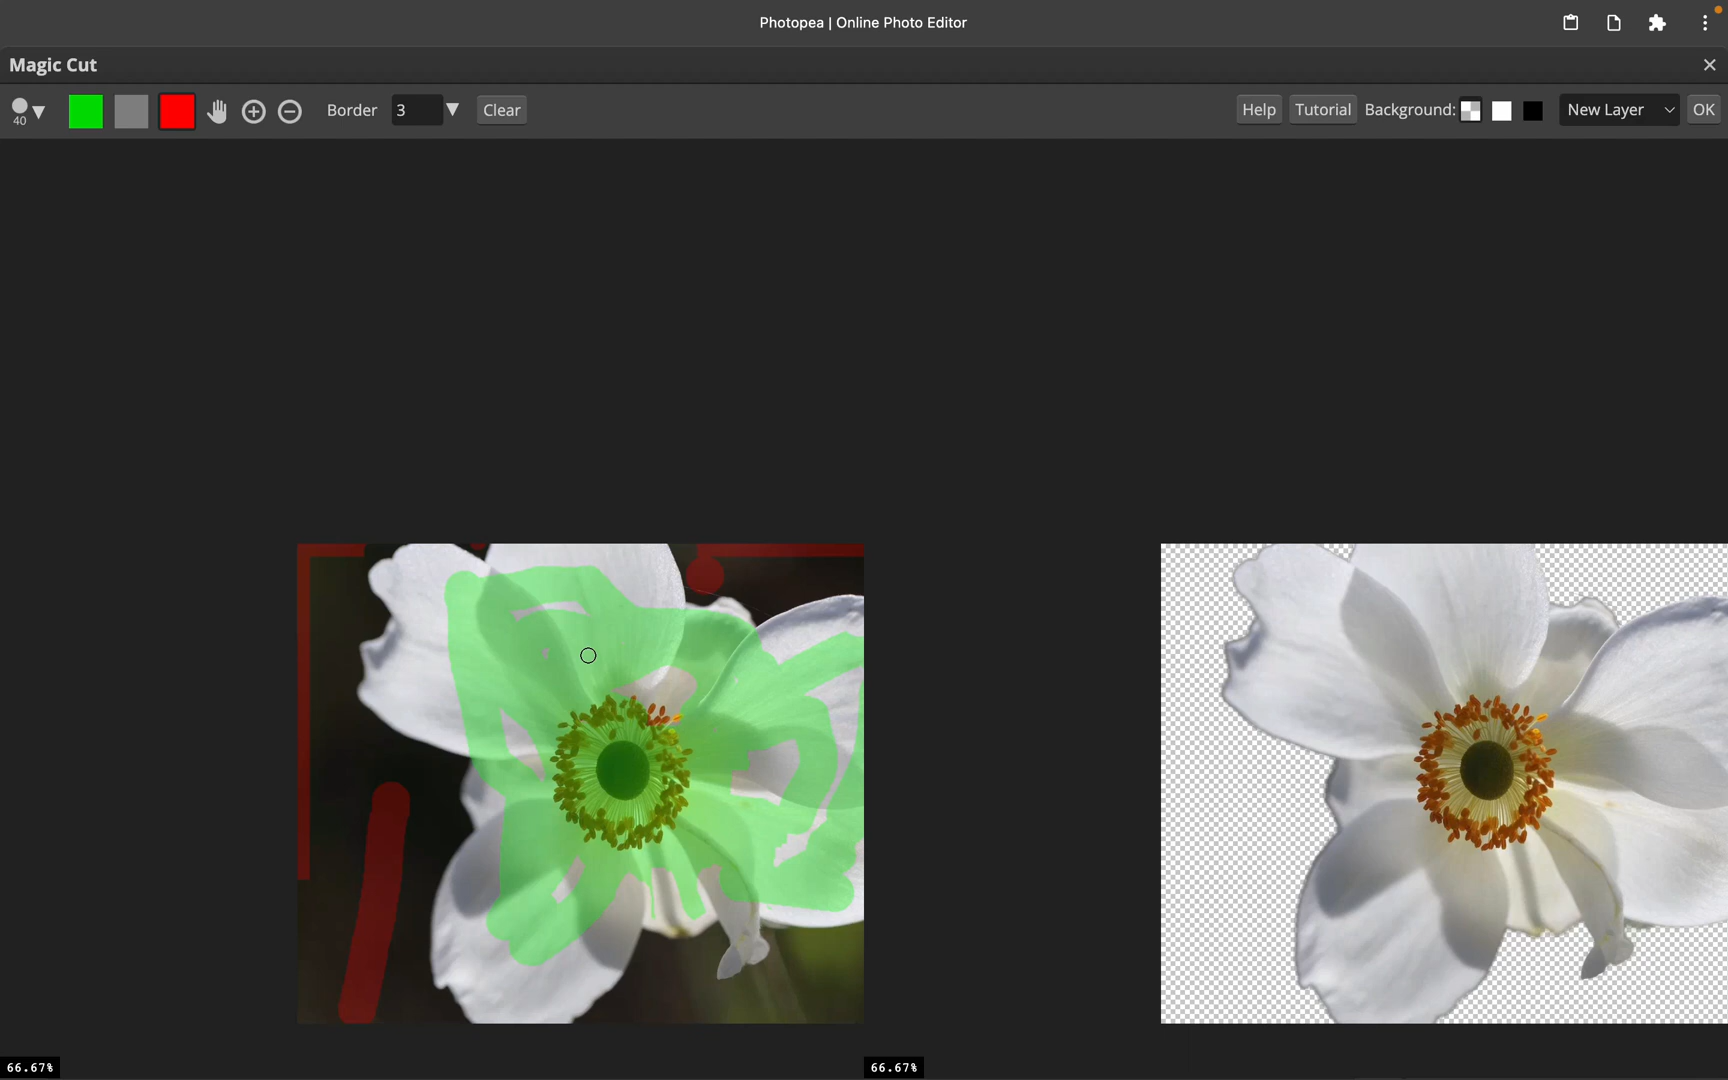 Photopea | Online Photo Editor
Magic Cut
40
Border 3 Clear Help Tutorial Background: New Layer OK
66.67% 66.67%